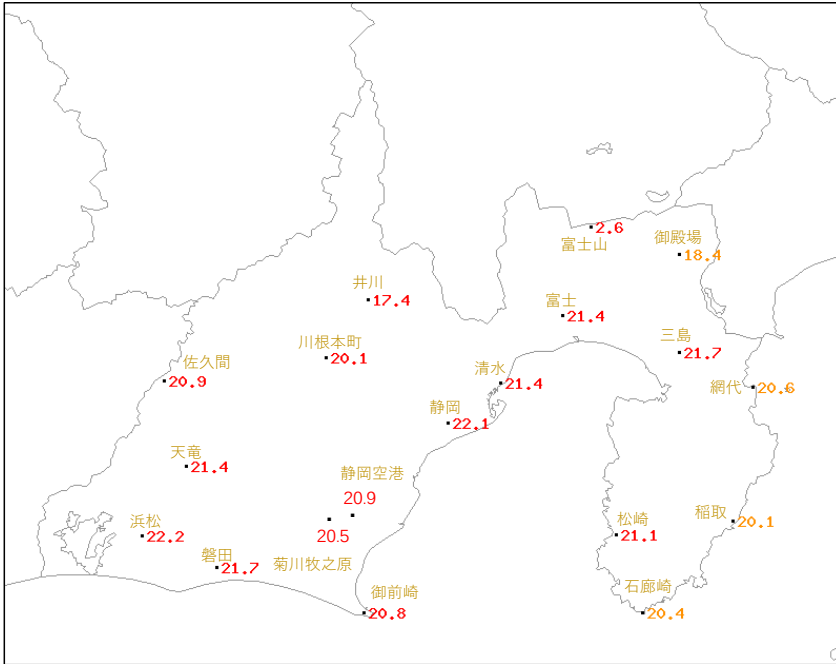 2.6
富士山
御殿場
18.4
井川
17.4
富士
21.4
川根本町
20.1
三島
21.7
佐久間
20.9
清水
21.4
網代
20.6
静岡
22.1
天竜
21.4
静岡空港
20.9
20.5
菊川牧之原
浜松
22.2
磐田
21.7
松崎
21.1
稲取
20.1
御前崎
20.8
石廊崎
20.4